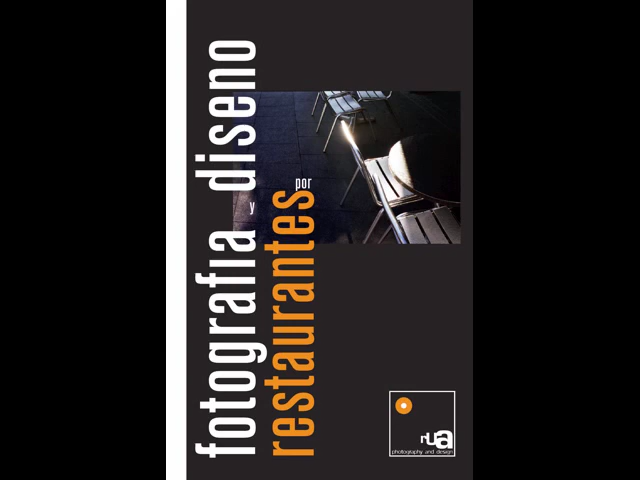 fotografia y diseno
por
restaurantes
rua
photography and design